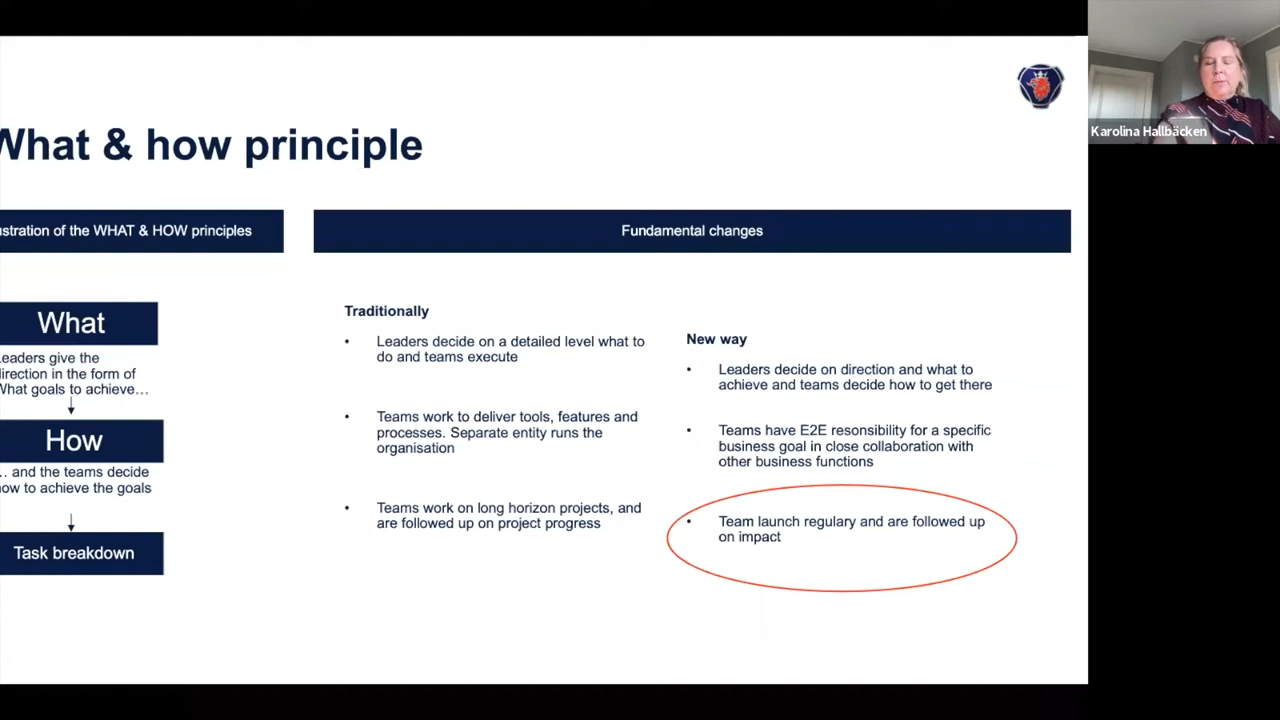 What & how principle
ustration of the WHAT & HOW principles
Fundamental changes
What
Leaders give the
direction in the form of
What goals to achieve…
How
… and the teams decide
how to achieve the goals
Task breakdown
Traditionally
• Leaders decide on a detailed level what to
do and teams execute
• Teams work to deliver tools, features and
processes. Separate entity runs the
organisation
• Teams work on long horizon projects, and
are followed up on project progress
New way
• Leaders decide on direction and what to
achieve and teams decide how to get there
• Teams have E2E resonsibility for a specific
business goal in close collaboration with
other business functions
• Team launch regulary and are followed up
on impact
Karolina Hallbäcken